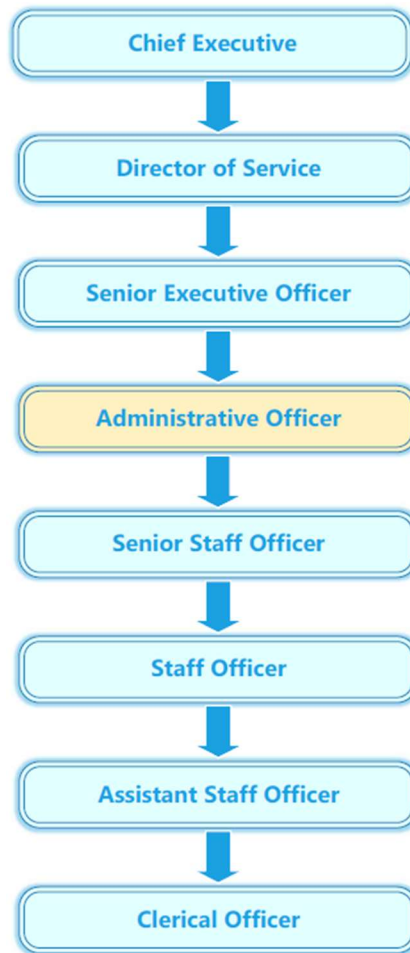 Chief Executive
Director of Service
Senior Executive Officer
Administrative Officer
Senior Staff Officer
Staff Officer
Assistant Staff Officer
Clerical Officer